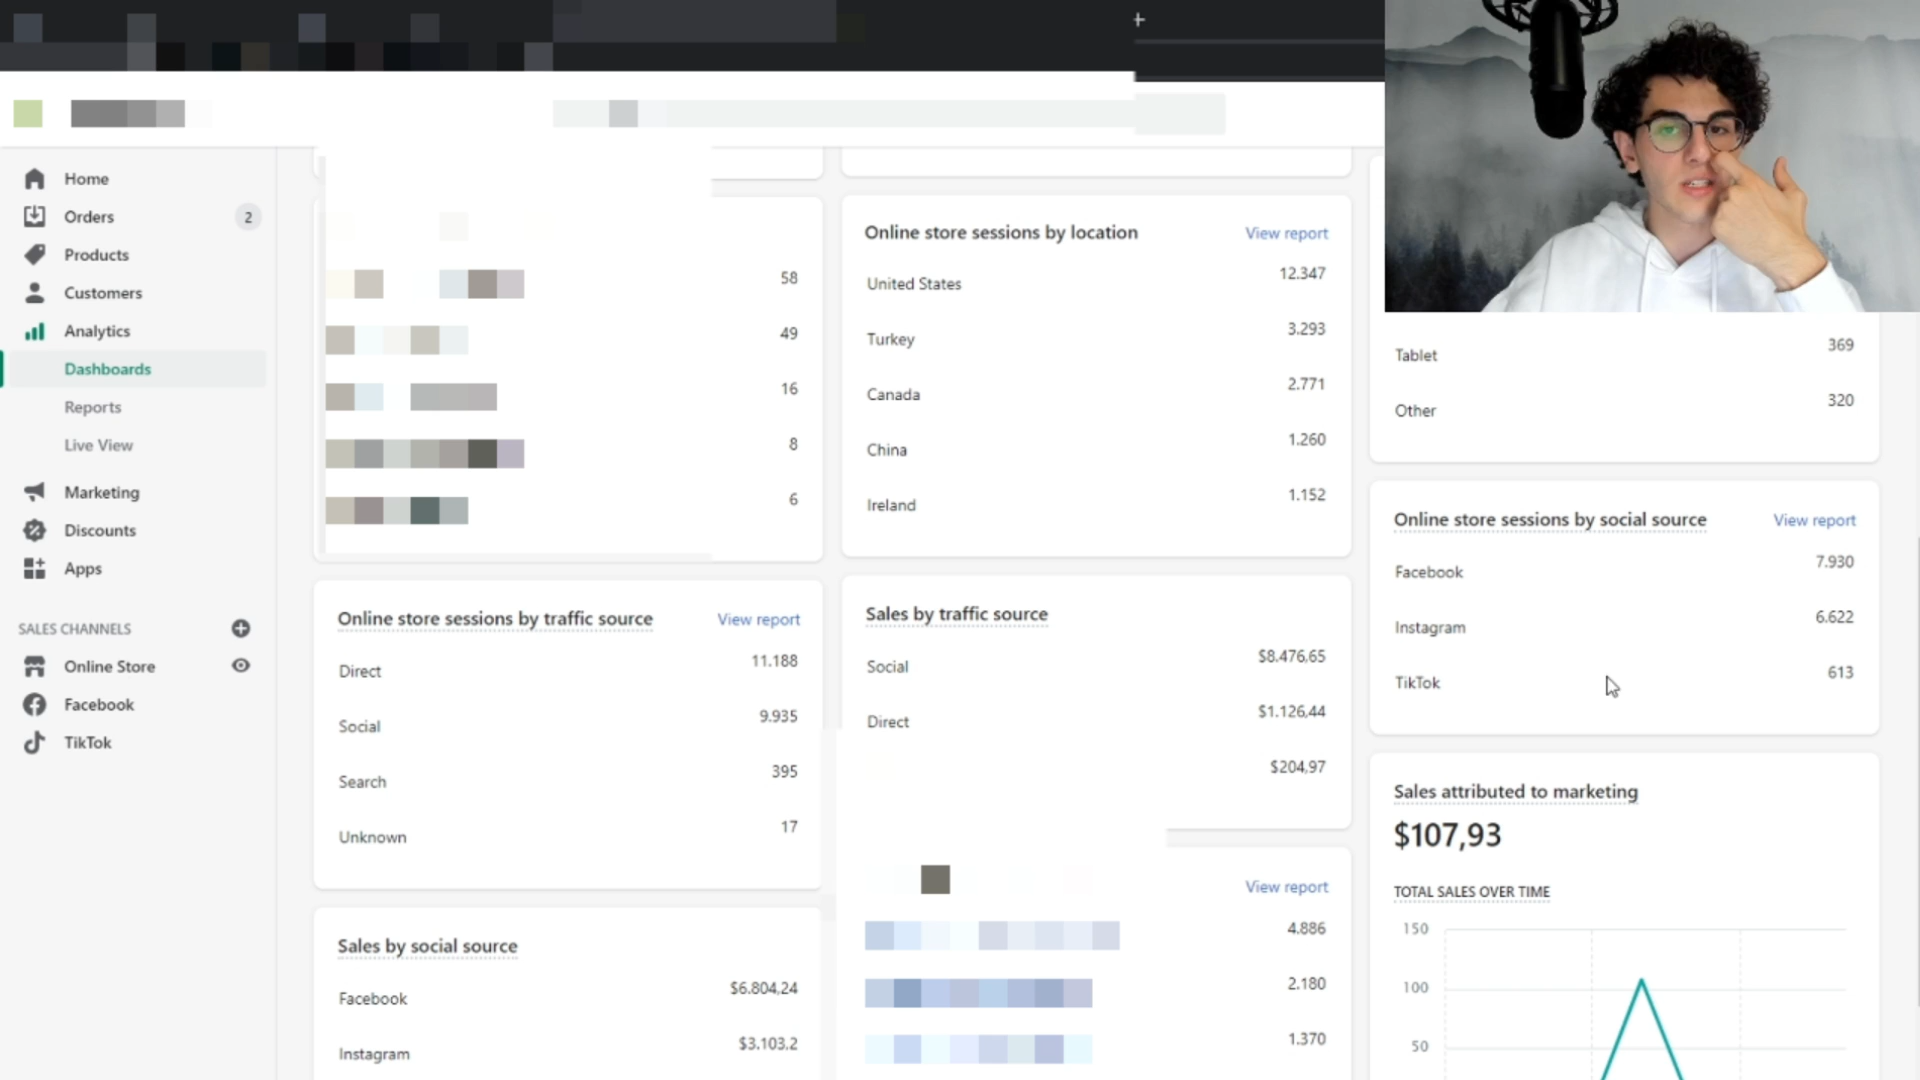 Home
Orders 2
Products
Customers
Analytics
Dashboards
Reports
Live View
Marketing
Discounts
Apps
SALES CHANNELS
Online Store
Facebook
TikTok
58
49
16
8
6
Online store sessions by traffic source View report
Direct 11.188
Social 9.935
Search 395
Unknown 17
Sales by social source
Facebook $6.804,24
Instagram $3.103,2
Online store sessions by location View report
United States 12.347
Turkey 3.293
Canada 2.771
China 1.260
Ireland 1.152
Sales by traffic source
Social $8.476,65
Direct $1.126,44
$204,97
View report
4.886
2.180
1.370
Tablet 369
Other 320
Online store sessions by social source View report
Facebook 7.930
Instagram 6.622
TikTok 613
Sales attributed to marketing
$107,93
TOTAL SALES OVER TIME
150
100
50